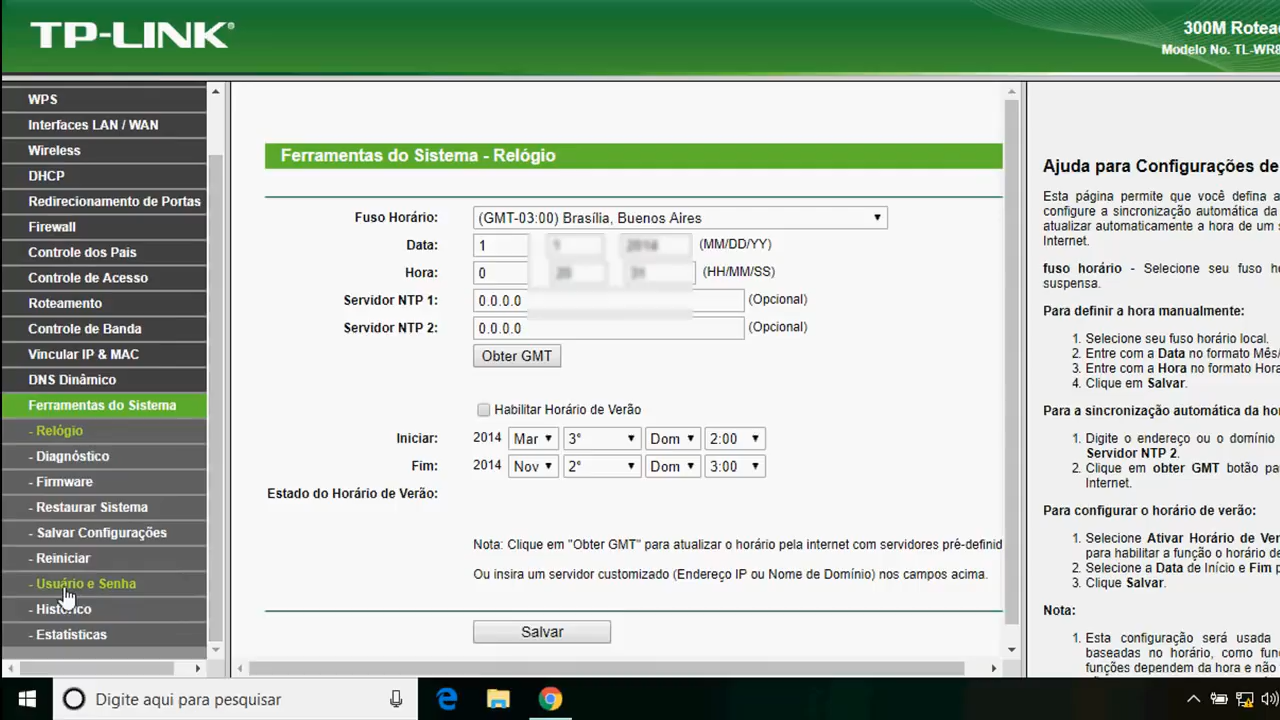 TP-LINK®
300M
Modelo No.
WPS
Interfaces LAN / WAN
Wireless
DHCP
Redirecionamento de Portas
Firewall
Controle dos Pais
Controle de Acesso
Roteamento
Controle de Banda
Vincular IP & MAC
DNS Dinâmico
Ferramentas do Sistema
- Relógio
- Diagnóstico
- Firmware
- Restaurar Sistema
- Salvar Configurações
- Reiniciar
- Usuário e Senha
- Histórico
- Estatísticas
Ferramentas do Sistema - Relógio
Fuso Horário: (GMT-03:00) Brasília, Buenos Aires
Data: 1 1 2014 (MM/DD/YY)
Hora: 0 (HH/MM/SS)
Servidor NTP 1: 0.0.0.0 (Opcional)
Servidor NTP 2: 0.0.0.0 (Opcional)
Obter GMT
Habilitar Horário de Verão
Iniciar: 2014 Mar 3° Dom 2:00
Fim: 2014 Nov 2° Dom 3:00
Estado do Horário de Verão:
Nota: Clique em "Obter GMT" para atualizar o horário pela internet com servidores
Ou insira um servidor customizado (Endereço IP ou Nome de Domínio) nos campos acima.
Salvar
Ajuda para Configurações de
Esta página permite que você defina a
configure a sincronização automática da
atualizar automaticamente a hora de um
Internet.
fuso horário - Selecione seu fuso
suspensa.
Para definir a hora manualmente:
1. Selecione seu fuso horário local.
2. Entre com a Data no formato
3. Entre com a Hora no formato
4. Clique em Salvar.
Para a sincronização automática da
1. Digite o endereço ou o domínio
Servidor NTP 2.
2. Clique em obter GMT botão
Internet.
Para configurar o horário de verão:
1. Selecione Ativar Horário de
para habilitar a função o horário
2. Selecione a Data de Início e Fim
3. Clique Salvar.
Nota:
1. Esta configuração será usada
baseadas no horário, como
funções dependem da hora e não
Digite aqui para pesquisar